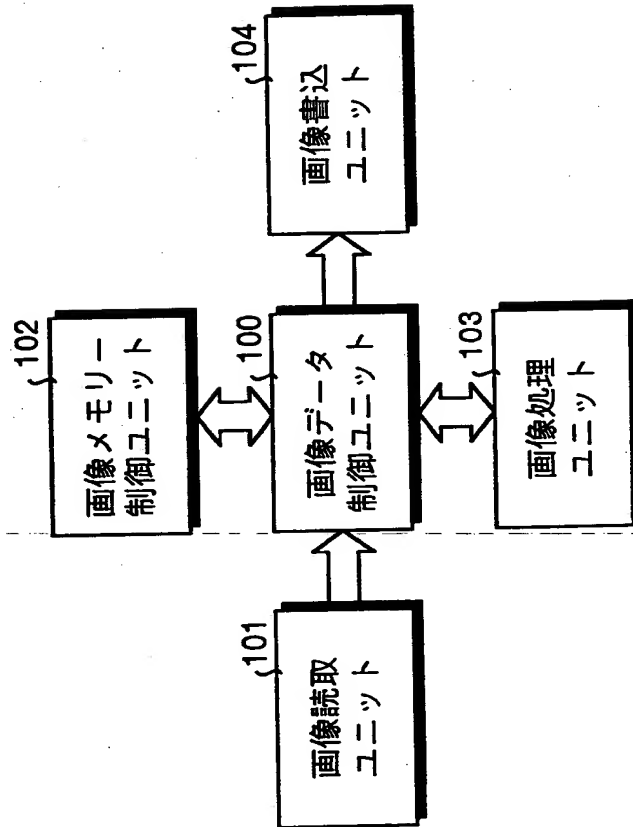 102
画像メモリー
制御ユニット
101
画像読取
ユニット
100
画像データ
制御ユニット
104
画像書込
ユニット
103
画像処理
ユニット